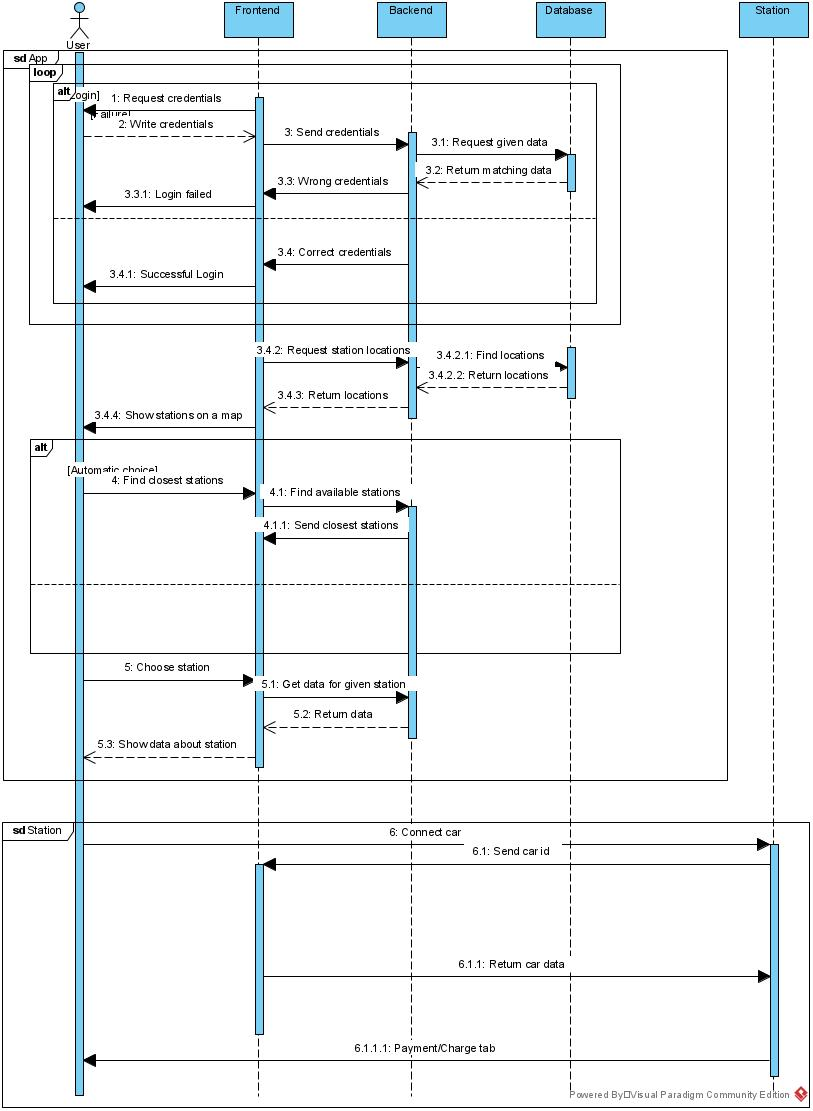 Frontend
Backend
Database
Station
User
sd App
loop
alt
ogin]
1: Request credentials
[Failure]
2: Write credentials
3: Send credentials
3.1: Request given data
3.2: Return matching data
3.3: Wrong credentials
3.3.1: Login failed
3.4: Correct credentials
3.4.1: Successful Login
3.4.2: Request station locations
3.4.2.1: Find locations
3.4.2.2: Return locations
3.4.3: Return locations
3.4.4: Show stations on a map
alt
[Automatic choice]
4: Find closest stations
4.1: Find available stations
4.1.1: Send closest stations
5: Choose station
5.1: Get data for given station
5.2: Return data
5.3: Show data about station
sd Station
6: Connect car
6.1: Send car id
6.1.1: Return car data
6.1.1.1: Payment/Charge tab
Powered By Visual Paradigm Community Edition